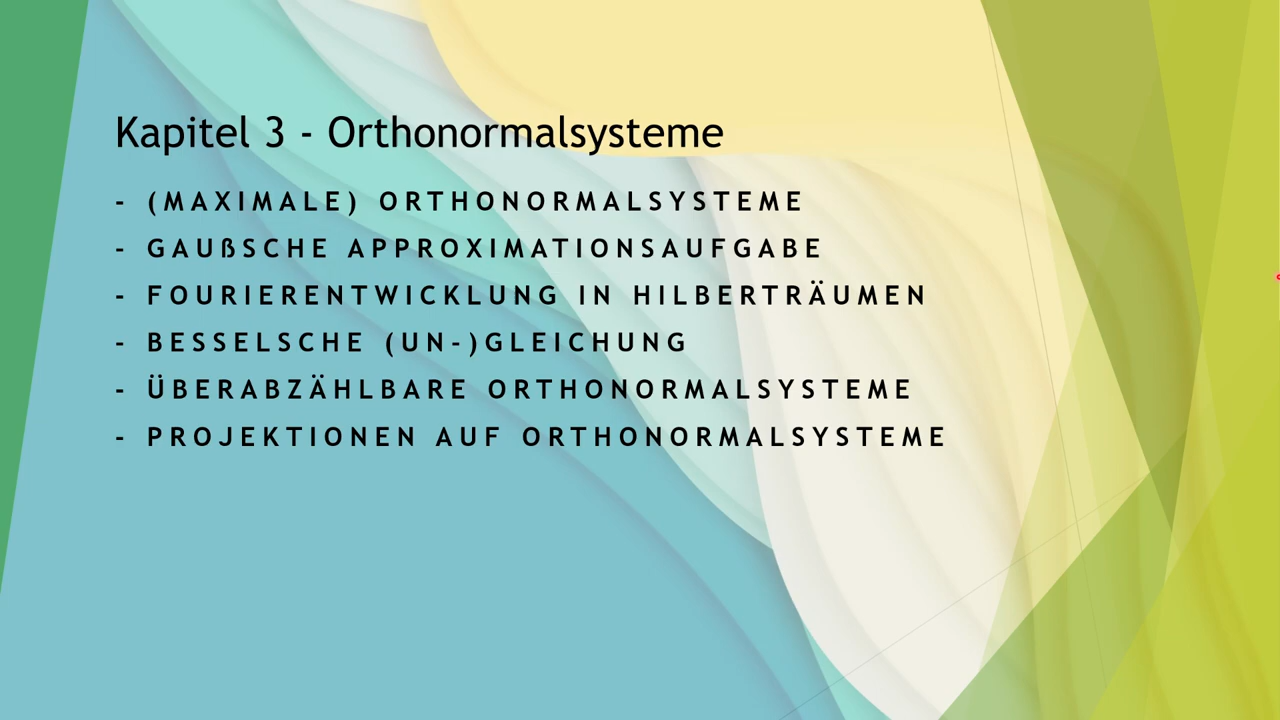 Kapitel 3 - Orthonormalsysteme
- (MAXIMALE) ORTHONORMALSYSTEME
- GAUßSCHE APPROXIMATIONSAUFGABE
- FOURIERENTWICKLUNG IN HILBERTRÄUMEN
- BESSELSCHE (UN-)GLEICHUNG
- ÜBERABZÄHLBARE ORTHONORMALSYSTEME
- PROJEKTIONEN AUF ORTHONORMALSYSTEME